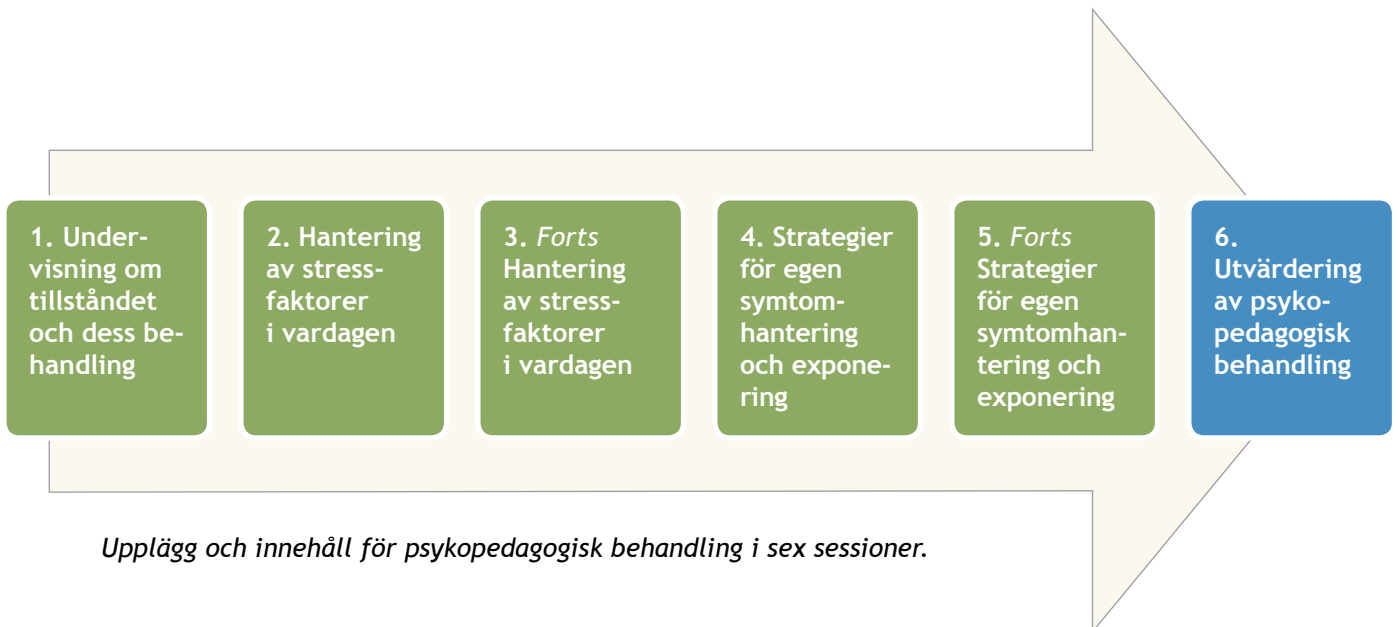 1. Under-
visning om
tillståndet
och dess be-
handling
2. Hantering
av stress-
faktorer
i vardagen
3. Forts
Hantering
av stress-
faktorer
i vardagen
4. Strategier
för egen
symtom-
hantering
och expone-
ring
5. Forts
Strategier
för egen
symtomhan-
tering och
exponering
6.
Utvärdering
av psyko-
pedagogisk
behandling
Upplägg och innehåll för psykopedagogisk behandling i sex sessioner.